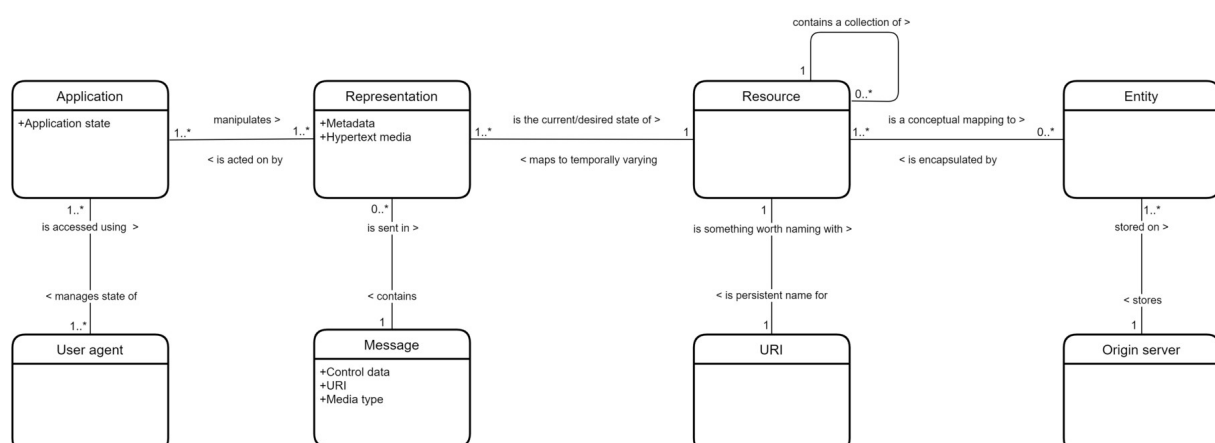 contains a collection of >
1
0..*
Application
+Application state
Representation
+Metadata
+Hypertext media
Resource
Entity
manipulates >
1..*
1..*
< is acted on by
is the current/desired state of >
1..*
1
< maps to temporally varying
is a conceptual mapping to >
1..*
0..*
< is encapsulated by
1..*
is accessed using >
< manages state of
1..*
0..*
is sent in >
< contains
1
1
is something worth naming with >
< is persistent name for
1
1..*
stored on >
< stores
1
User agent
Message
+Control data
+URI
+Media type
URI
Origin server